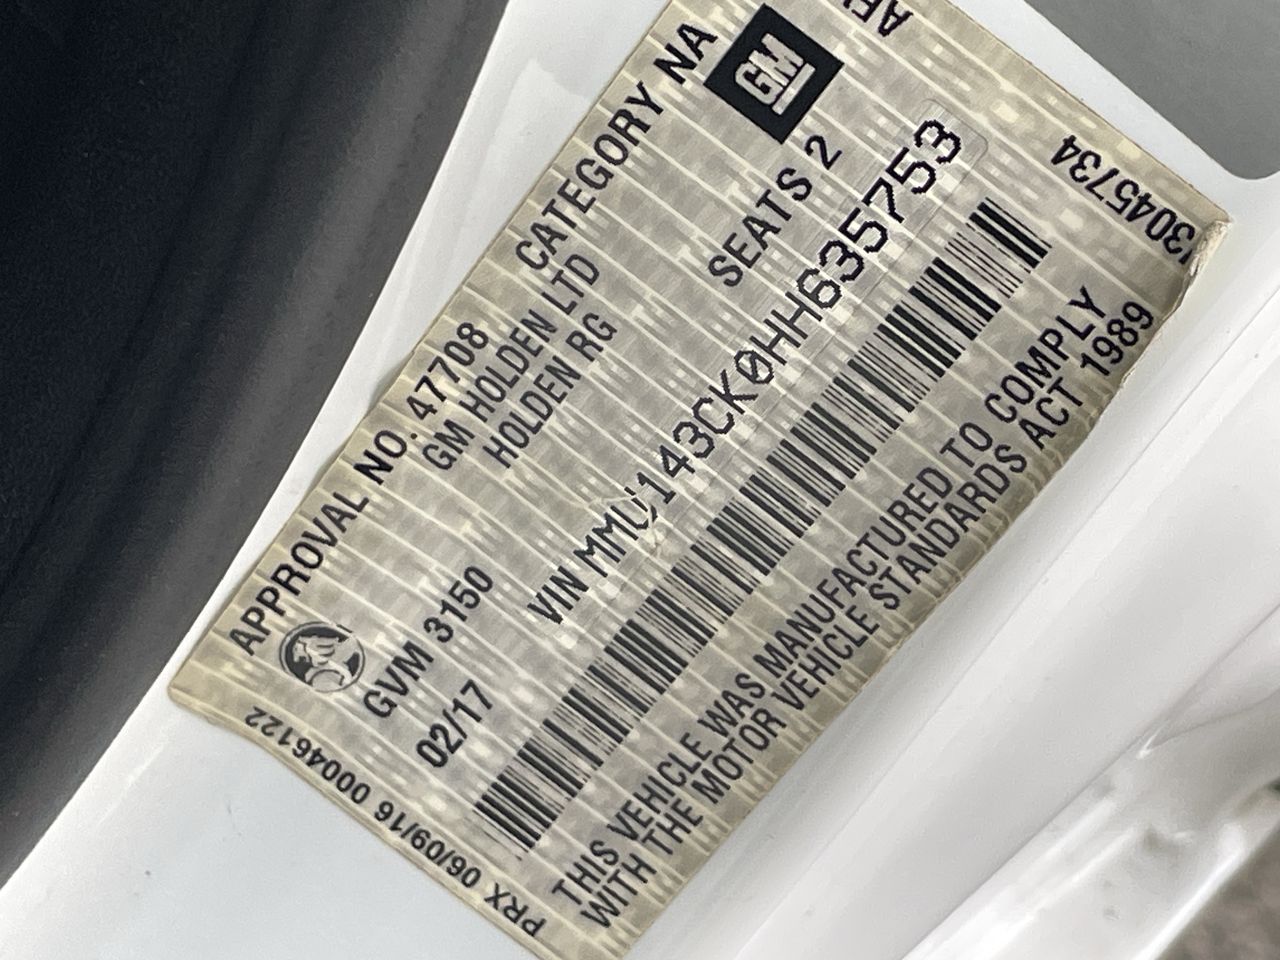 APPROVAL NO. 47708 CATEGORY NA
GM HOLDEN LTD
HOLDEN RG
GM
GVM 3150 SEATS 2
02/17
VIN MMU143CK0HH635753
THIS VEHICLE WAS MANUFACTURED TO COMPLY
WITH THE MOTOR VEHICLE STANDARDS ACT 1989
PRX 06/09/16 00046122
13045734